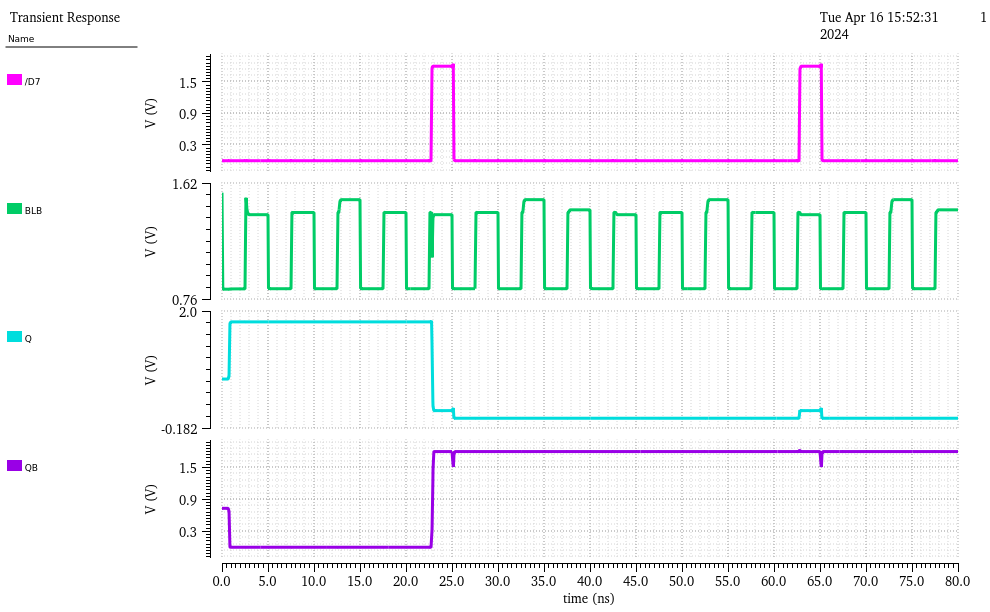 Transient Response
Tue Apr 16 15:52:31 2024
1
Name
/D7
V (V)
1.5
0.9
0.3
BLB
V (V)
1.62
0.76
Q
V (V)
2.0
-0.182
QB
V (V)
1.5
0.9
0.3
0.0 5.0 10.0 15.0 20.0 25.0 30.0 35.0 40.0 45.0 50.0 55.0 60.0 65.0 70.0 75.0 80.0
time (ns)